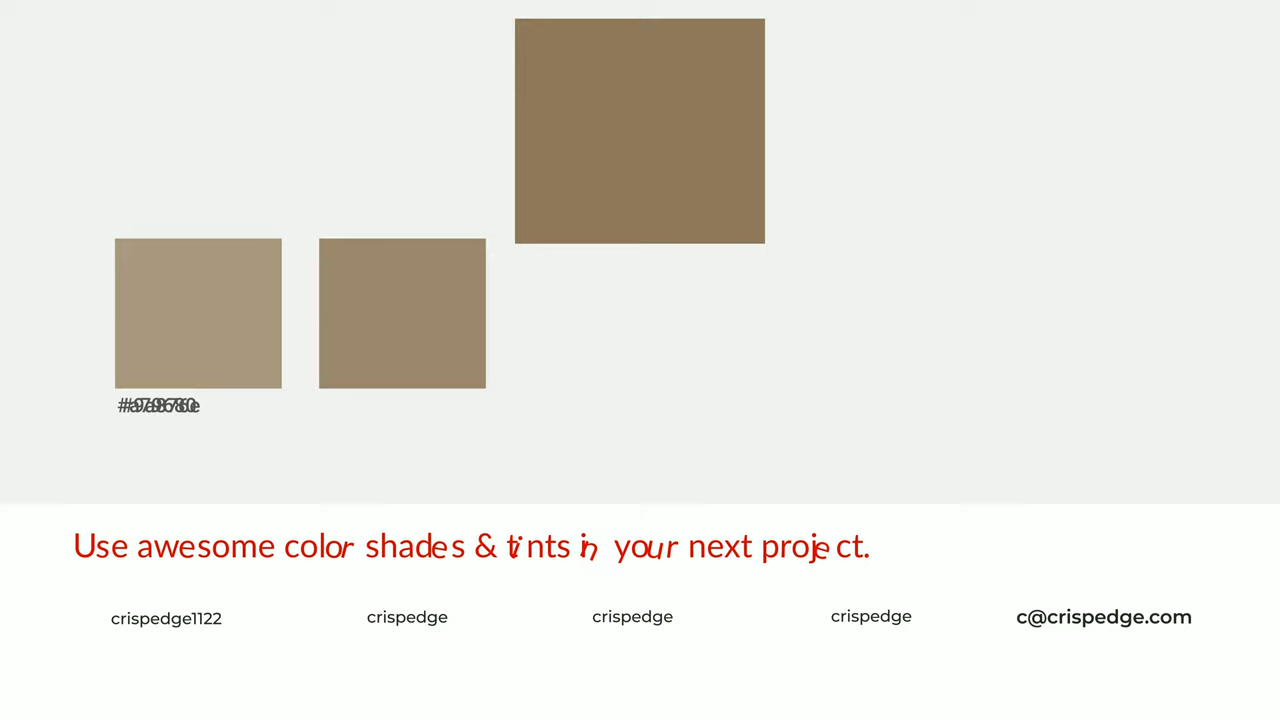 Use awesome color shades & tints in your next project.
crispedge1122 crispedge crispedge crispedge c@crispedge.com